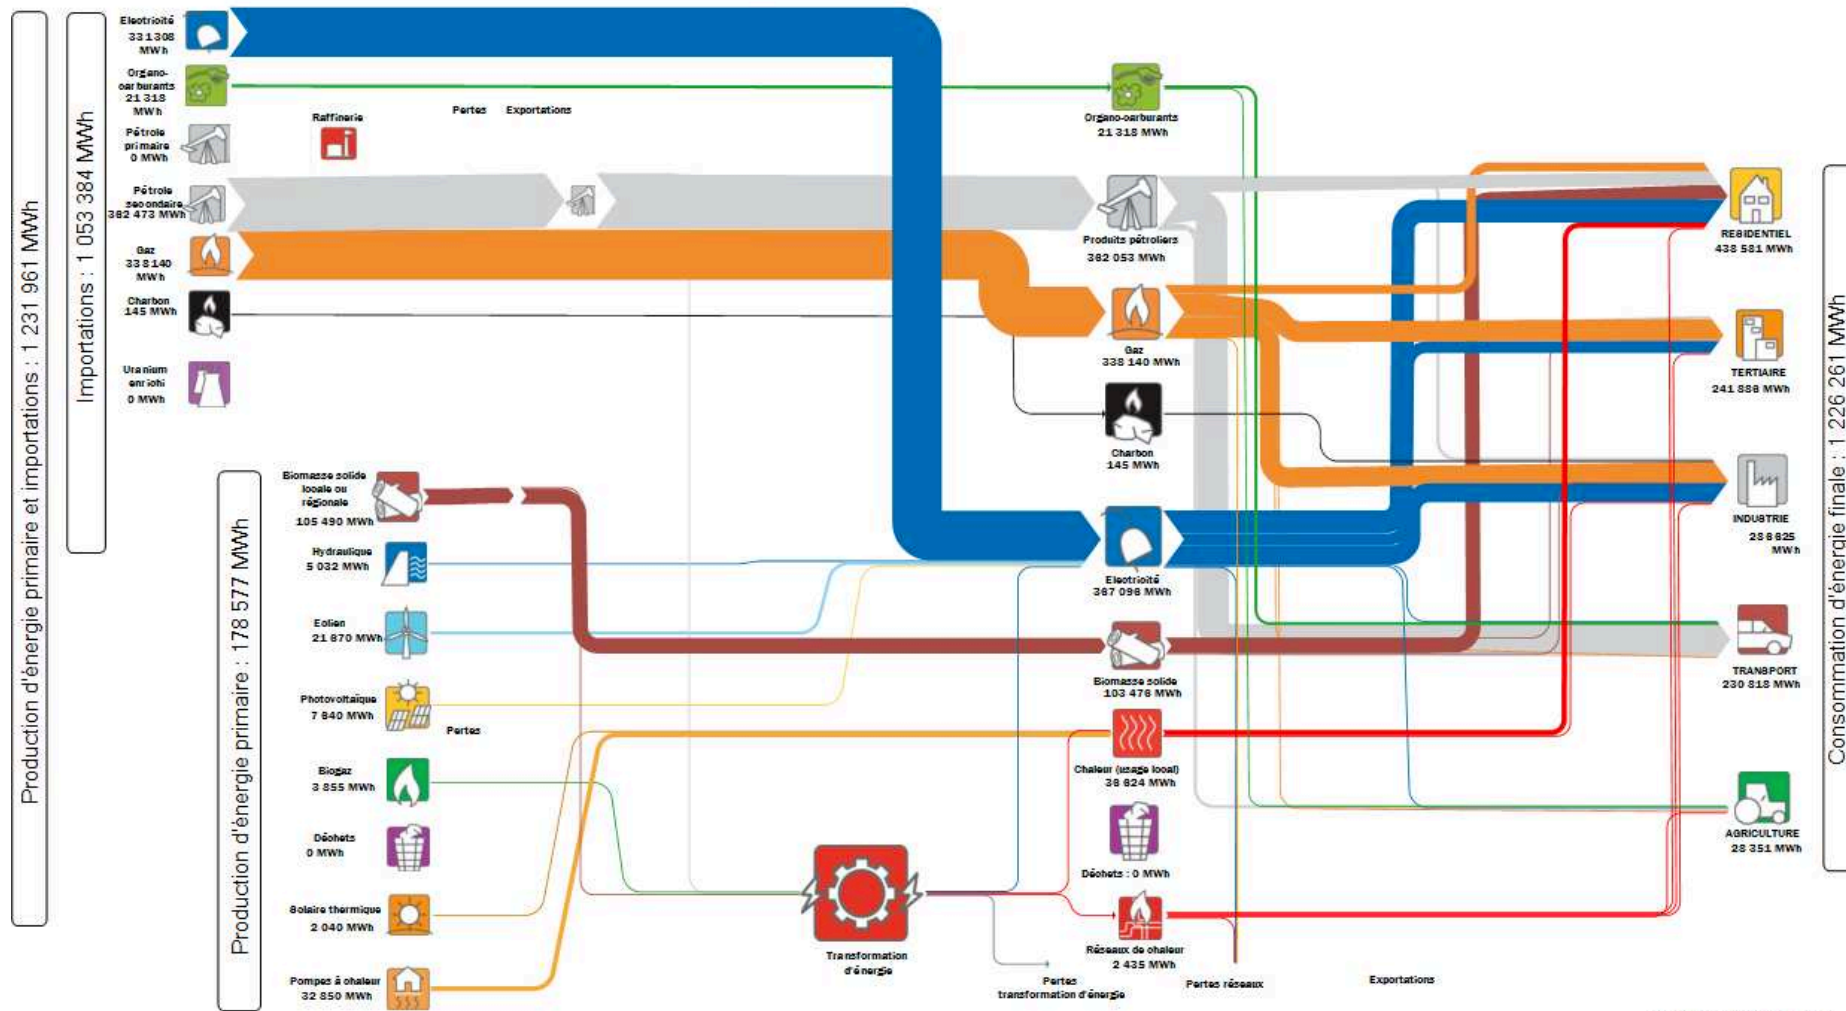 Production d'énergie primaire et importations : 1 231 961 MWh
Importations : 1 053 384 MWh
Electricité
331 308
MWh
Organo-
carburants
21 318
MWh
Pétrole
primaire
0 MWh
Pétrole
secondaire
362 473 MWh
Gaz
338 140
MWh
Charbon
145 MWh
Uranium
enrichi
0 MWh
Raffinerie
Pertes
Exportations
Production d'énergie primaire : 178 577 MWh
Biomasse solide
locale ou
régionale
105 490 MWh
Hydraulique
5 032 MWh
Eolien
21 870 MWh
Photovoltaïque
7 840 MWh
Pertes
Biogaz
3 855 MWh
Déchets
0 MWh
Solaire thermique
2 040 MWh
Pompes à chaleur
32 850 MWh
Transformation
d'énergie
Organo-carburants
21 318 MWh
Produits pétroliers
362 053 MWh
Gaz
338 140 MWh
Charbon
145 MWh
Electricité
367 096 MWh
Biomasse solide
103 476 MWh
Chaleur (usage local)
36 624 MWh
Déchets : 0 MWh
Réseaux de chaleur
2 435 MWh
Pertes
transformation d'énergie
Pertes réseaux
Exportations
RESIDENTIEL
438 581 MWh
TERTIAIRE
241 886 MWh
INDUSTRIE
286 625
MWh
TRANSPORT
230 818 MWh
AGRICULTURE
28 351 MWh
Consommation d'énergie finale : 1 226 261 MWh